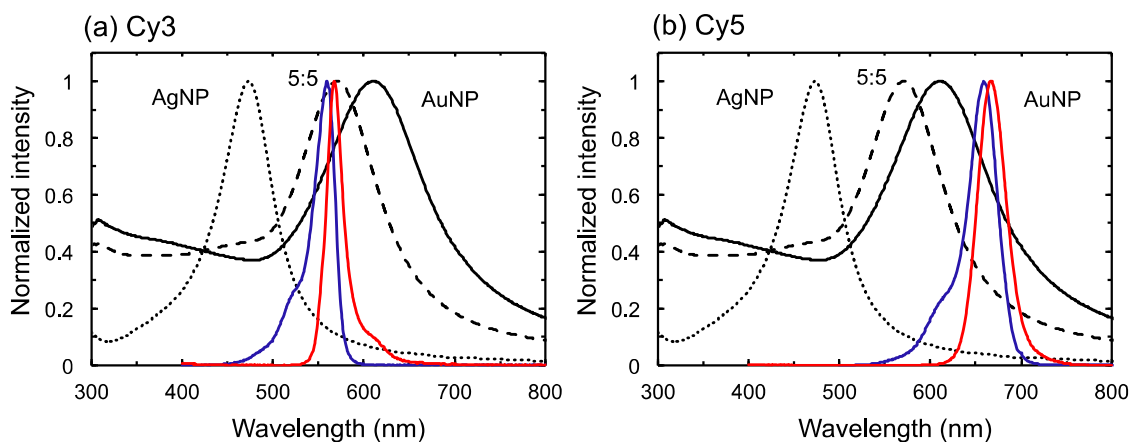 (a) Cy3
1
0.8
0.6
0.4
0.2
0
Normalized intensity
AgNP
5:5
AuNP
300 400 500 600 700 800
Wavelength (nm)
(b) Cy5
1
0.8
0.6
0.4
0.2
0
Normalized intensity
AgNP
5:5
AuNP
300 400 500 600 700 800
Wavelength (nm)